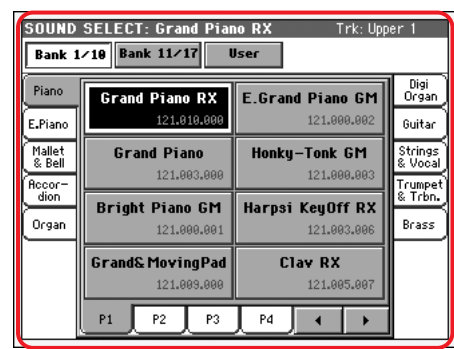 SOUND SELECT: Grand Piano RX Trk: Upper 1
Bank 1/10 Bank 11/17 User
Piano
E.Piano
Mallet
& Bell
Accor-
dion
Organ
Grand Piano RX
121.010.000
E.Grand Piano GM
121.000.002
Grand Piano
121.003.000
Honky-Tonk GM
121.000.003
Bright Piano GM
121.000.001
Harpsi KeyOff RX
121.003.006
Grand&MovingPad
121.009.000
Clav RX
121.005.007
Digi
Organ
Guitar
Strings
& Vocal
Trumpet
& Trbn.
Brass
P1 P2 P3 P4